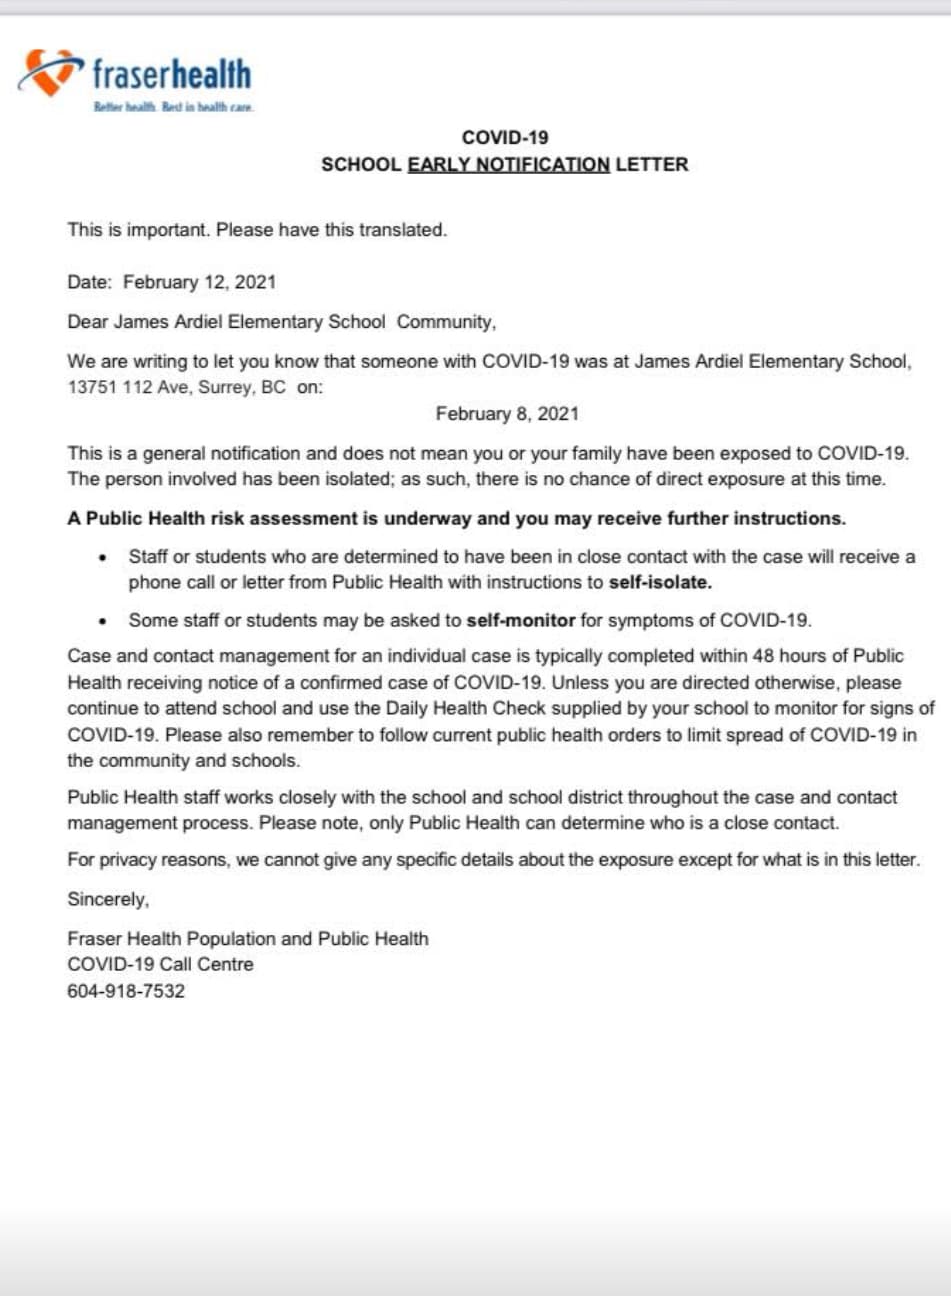 fraserhealth
Better health. Best in health care.
COVID-19
SCHOOL EARLY NOTIFICATION LETTER
This is important. Please have this translated.
Date: February 12, 2021
Dear James Ardiel Elementary School Community,
We are writing to let you know that someone with COVID-19 was at James Ardiel Elementary School,
13751 112 Ave, Surrey, BC on:
February 8, 2021
This is a general notification and does not mean you or your family have been exposed to COVID-19.
The person involved has been isolated; as such, there is no chance of direct exposure at this time.
A Public Health risk assessment is underway and you may receive further instructions.
• Staff or students who are determined to have been in close contact with the case will receive a
phone call or letter from Public Health with instructions to self-isolate.
• Some staff or students may be asked to self-monitor for symptoms of COVID-19.
Case and contact management for an individual case is typically completed within 48 hours of Public
Health receiving notice of a confirmed case of COVID-19. Unless you are directed otherwise, please
continue to attend school and use the Daily Health Check supplied by your school to monitor for signs of
COVID-19. Please also remember to follow current public health orders to limit spread of COVID-19 in
the community and schools.
Public Health staff works closely with the school and school district throughout the case and contact
management process. Please note, only Public Health can determine who is a close contact.
For privacy reasons, we cannot give any specific details about the exposure except for what is in this letter.
Sincerely,
Fraser Health Population and Public Health
COVID-19 Call Centre
604-918-7532